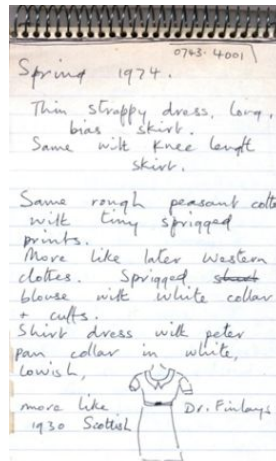 0743.4001
Spring 1974.
Thin strappy dress, long,
bias skirt.
Same with knee length
skirt.
Same rough peasant
with tiny sprigged
prints.
More like later Western
clothes. Sprigged
blouse with white collar
+ cuffs.
Shirt dress with peter
pan collar in white,
lowish,
more like Dr. Finlays
1930 Scottish